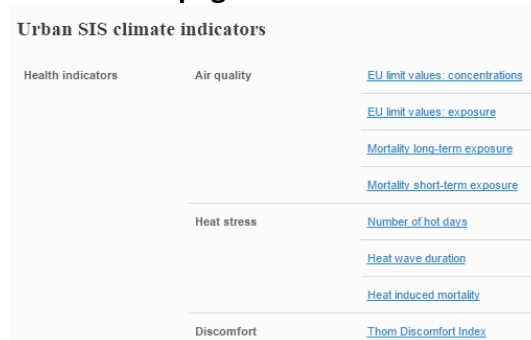 Urban SIS climate indicators
Health indicators Air quality EU limit values: concentrations
EU limit values: exposure
Mortality long-term exposure
Mortality short-term exposure
Heat stress Number of hot days
Heat wave duration
Heat induced mortality
Discomfort Thom Discomfort Index